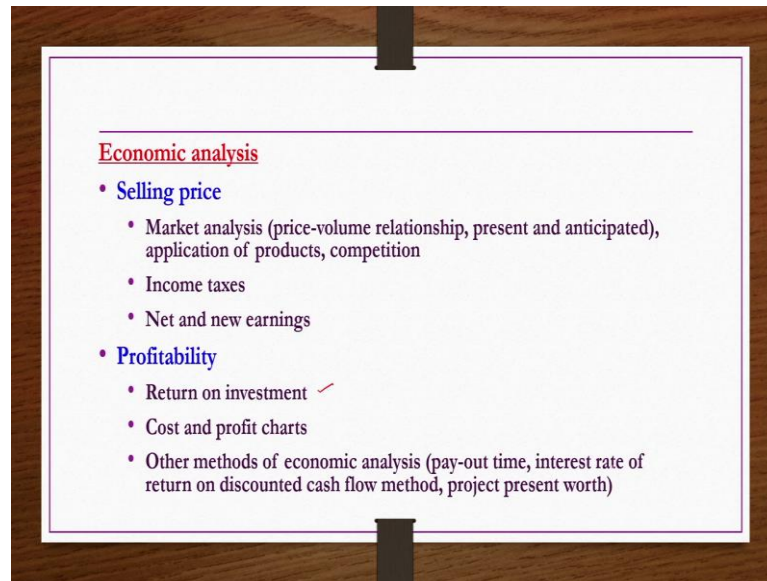 Economic analysis
• Selling price
• Market analysis (price-volume relationship, present and anticipated),
application of products, competition
• Income taxes
• Net and new earnings
• Profitability
• Return on investment
• Cost and profit charts
• Other methods of economic analysis (pay-out time, interest rate of
return on discounted cash flow method, project present worth)